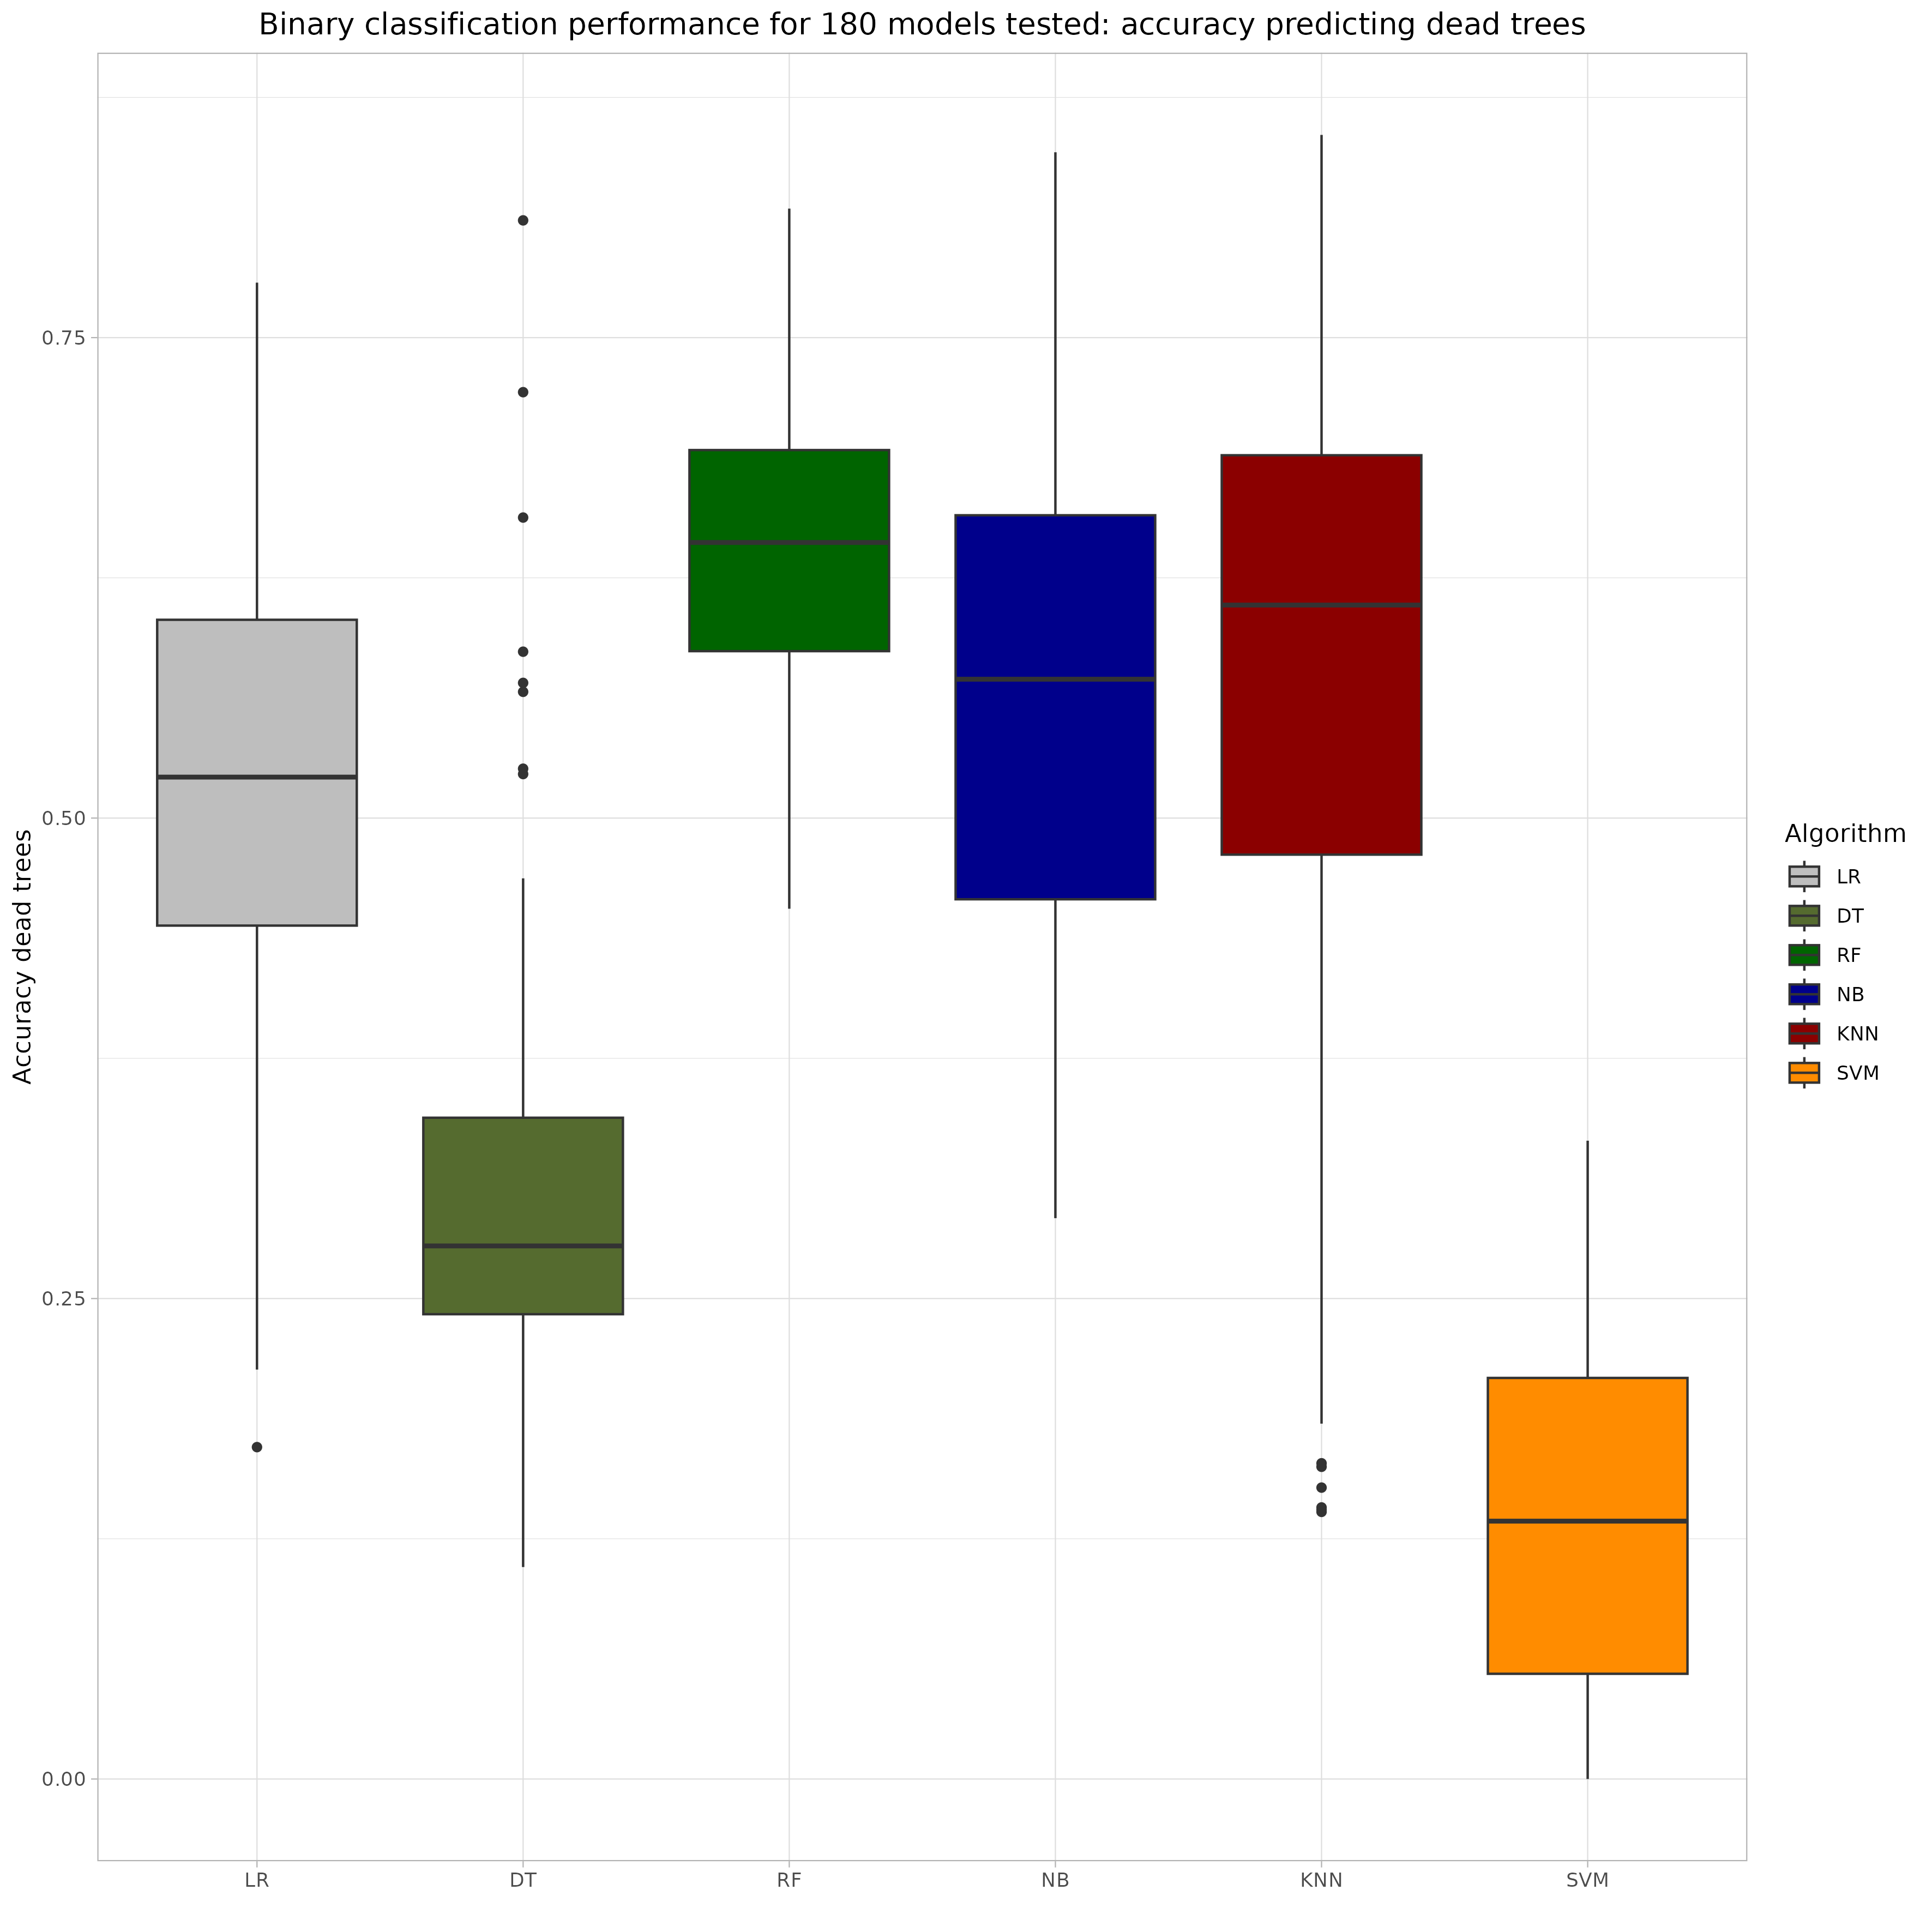 Binary classification performance for 180 models tested: accuracy predicting dead trees
Accuracy dead trees
0.75
0.50
0.25
0.00
LR
DT
RF
NB
KNN
SVM
Algorithm
LR
DT
RF
NB
KNN
SVM